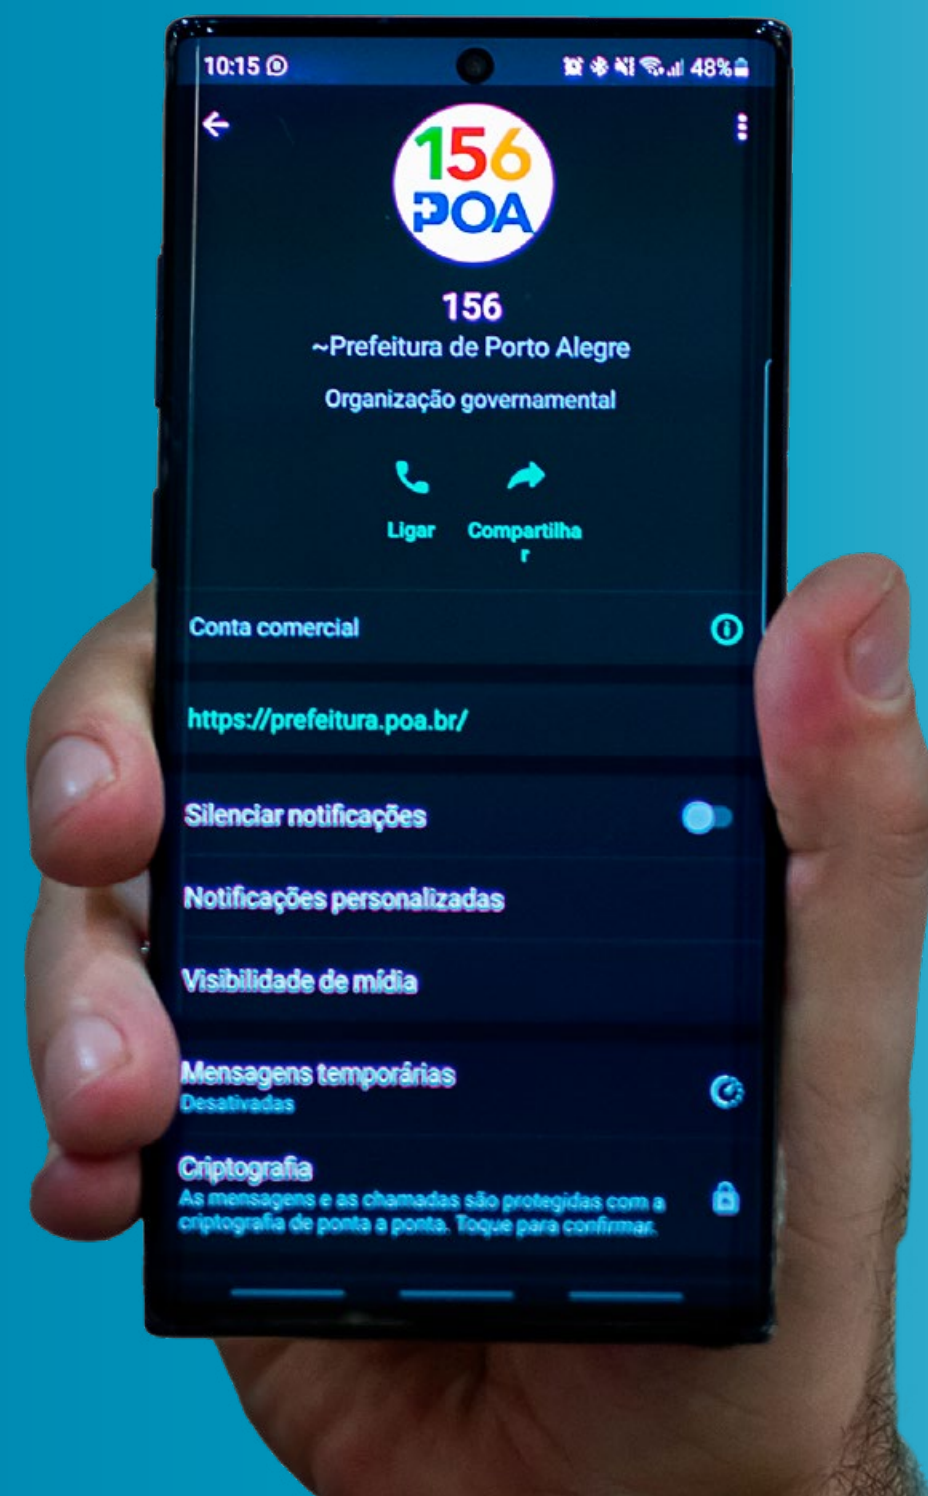 10:15
48%
156
+POA
156
~Prefeitura de Porto Alegre
Organização governamental
Ligar
Compartilha
r
Conta comercial
https://prefeitura.poa.br/
Silenciar notificações
Notificações personalizadas
Visibilidade de mídia
Mensagens temporárias
Desativadas
Criptografia
As mensagens e as chamadas são protegidas com a
criptografia de ponta a ponta. Toque para confirmar.